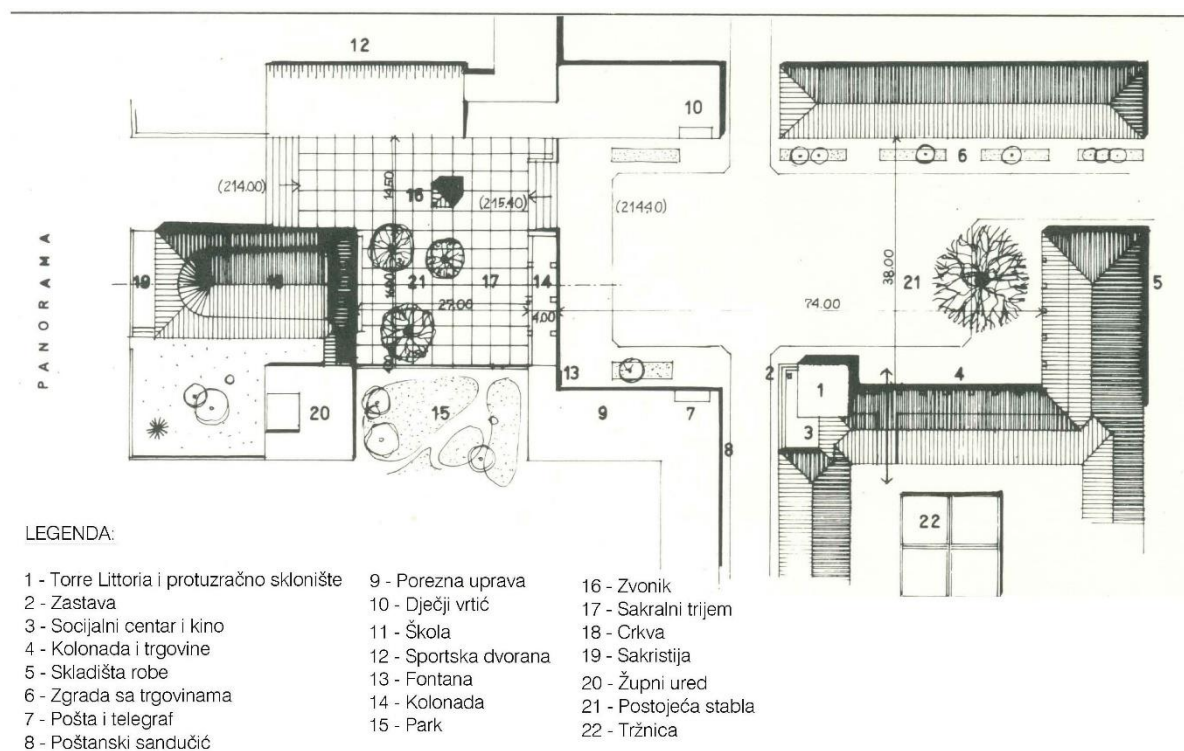 12
10
6
(214.00)
14.50
16
(215.40)
(214.40)
PANORAMA
19
18
21
17
14
27.00
4.00
38.00
21
74.00
5
13
2
1
4
3
20
15
9
7
8
22
LEGENDA:
1 - Torre Littoria i protuzračno sklonište
2 - Zastava
3 - Socijalni centar i kino
4 - Kolonada i trgovine
5 - Skladišta robe
6 - Zgrada sa trgovinama
7 - Pošta i telegraf
8 - Poštanski sandučić
9 - Porezna uprava
10 - Dječji vrtić
11 - Škola
12 - Sportska dvorana
13 - Fontana
14 - Kolonada
15 - Park
16 - Zvonik
17 - Sakralni trijem
18 - Crkva
19 - Sakristija
20 - Župni ured
21 - Postojeća stabla
22 - Tržnica